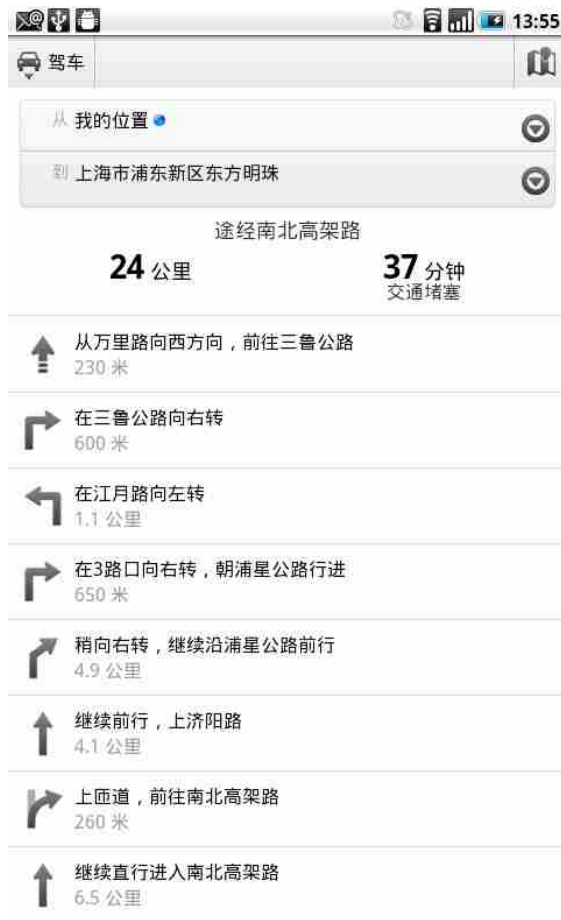 13:55
驾车
从 我的位置
到 上海市浦东新区东方明珠
途经南北高架路
24 公里
37 分钟
交通堵塞
从万里路向西方向，前往三鲁公路
230 米
在三鲁公路向右转
600 米
在江月路向左转
1.1 公里
在3路口向右转，朝浦星公路行进
650 米
稍向右转，继续沿浦星公路前行
4.9 公里
继续前行，上济阳路
4.1 公里
上匝道，前往南北高架路
260 米
继续直行进入南北高架路
6.5 公里